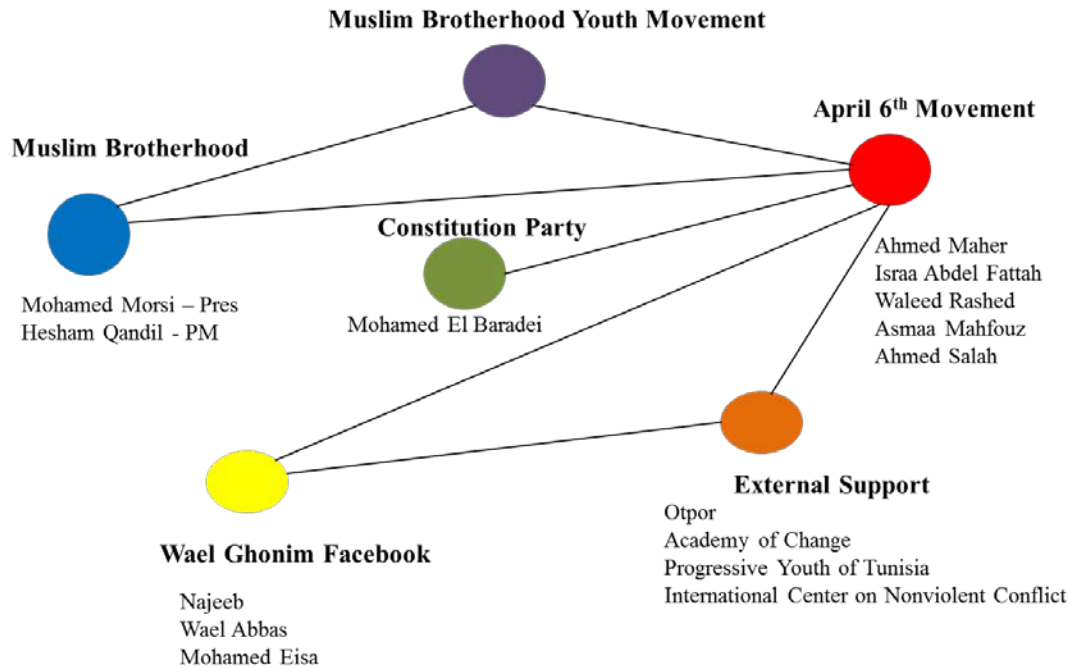 Muslim Brotherhood Youth Movement
April 6th Movement
Muslim Brotherhood
Constitution Party
Mohamed Morsi – Pres
Hesham Qandil - PM
Mohamed El Baradei
Ahmed Maher
Israa Abdel Fattah
Waleed Rashed
Asmaa Mahfouz
Ahmed Salah
External Support
Otpor
Academy of Change
Progressive Youth of Tunisia
International Center on Nonviolent Conflict
Wael Ghonim Facebook
Najeeb
Wael Abbas
Mohamed Eisa